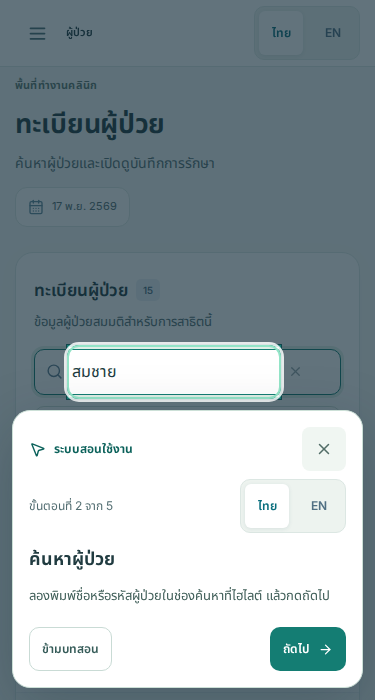 ผู้ป่วย
ไทย EN
พื้นที่ทำงานคลินิก
ทะเบียนผู้ป่วย
ค้นหาผู้ป่วยและเปิดดูบันทึกการรักษา
17 พ.ย. 2569
ทะเบียนผู้ป่วย 15
ข้อมูลผู้ป่วยสมมติสำหรับการสาธิตนี้
สมชาย
ระบบสอนใช้งาน
ขั้นตอนที่ 2 จาก 5
ไทย EN
ค้นหาผู้ป่วย
ลองพิมพ์ชื่อหรือรหัสผู้ป่วยในช่องค้นหาที่ไฮไลต์ แล้วกดถัดไป
ข้ามบทสอน
ถัดไป